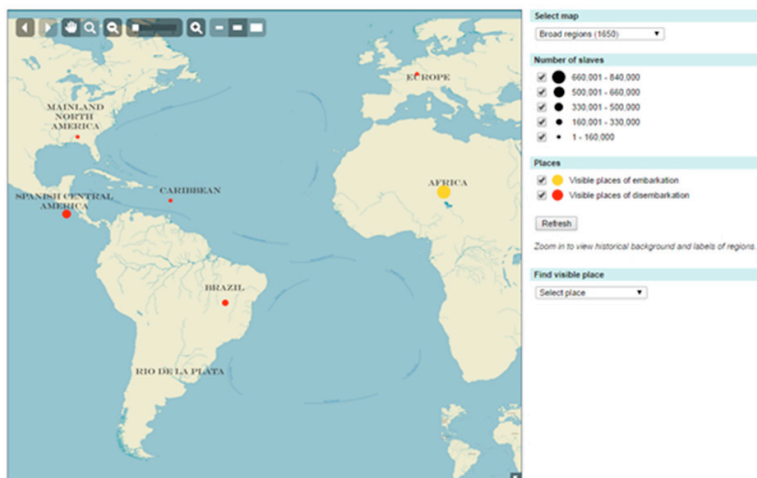 EUROPE
MAINLAND
NORTH
AMERICA
AFRICA
CARIBBEAN
SPANISH CENTRAL
AMERICA
BRAZIL
RIO DE LA PLATA
Select map
Broad regions (1650)
Number of slaves
660,001 - 840,000
500,001 - 660,000
330,001 - 500,000
160,001 - 330,000
1 - 160,000
Places
Visible places of embarkation
Visible places of disembarkation
Refresh
Zoom in to view historical background and labels of regions.
Find visible place
Select place